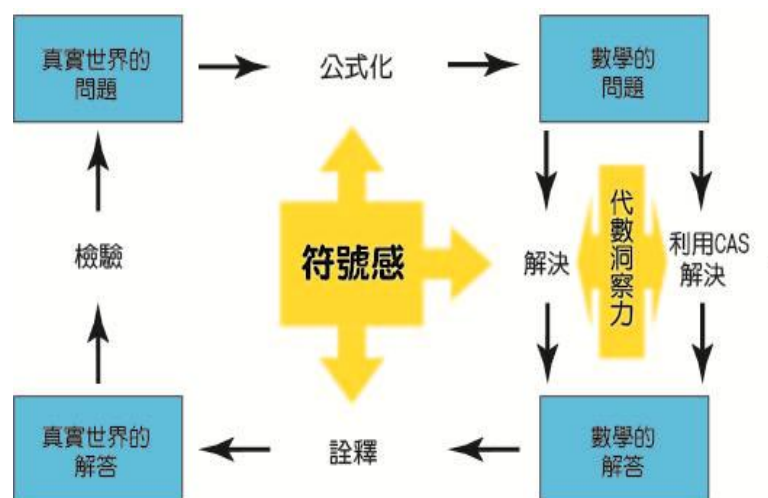 真實世界的
問題
公式化
數學的
問題
檢驗
符號感
解決
代數洞察力
利用CAS
解決
真實世界的
解答
詮釋
數學的
解答